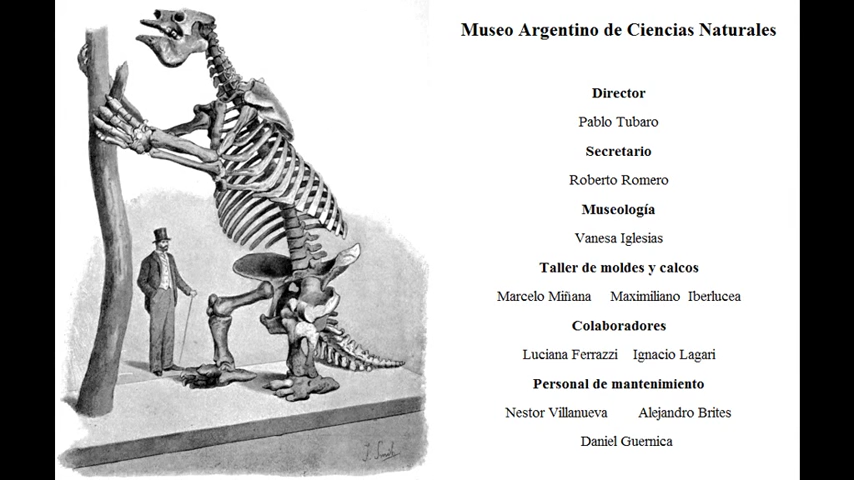 Museo Argentino de Ciencias Naturales
Director
Pablo Tubaro
Secretario
Roberto Romero
Museología
Vanesa Iglesias
Taller de moldes y calcos
Marcelo Miñana Maximiliano Iberlucea
Colaboradores
Luciana Ferrazzi Ignacio Lagari
Personal de mantenimiento
Nestor Villanueva Alejandro Brites
Daniel Guernica